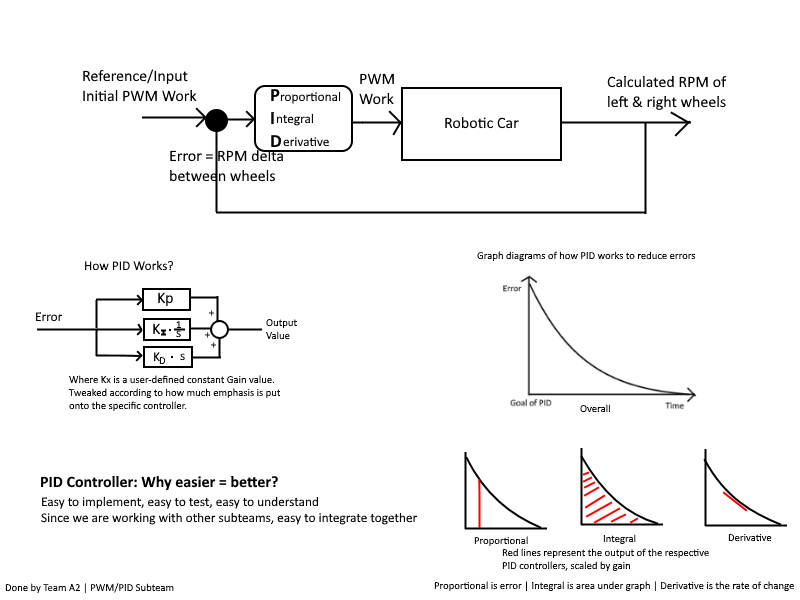 Reference/Input
Initial PWM Work
Proportional
Integral
Derivative
PWM
Work
Robotic Car
Calculated RPM of
left & right wheels
Error = RPM delta
between wheels
How PID Works?
Error
Kp
KI · 1/s
KD · s
+
+
+
Output
Value
Where Kx is a user-defined constant Gain value.
Tweaked according to how much emphasis is put
onto the specific controller.
Graph diagrams of how PID works to reduce errors
Error
Goal of PID
Overall
Time
PID Controller: Why easier = better?
Easy to implement, easy to test, easy to understand
Since we are working with other subteams, easy to integrate together
Proportional
Integral
Derivative
Red lines represent the output of the respective
PID controllers, scaled by gain
Done by Team A2 | PWM/PID Subteam
Proportional is error | Integral is area under graph | Derivative is the rate of change